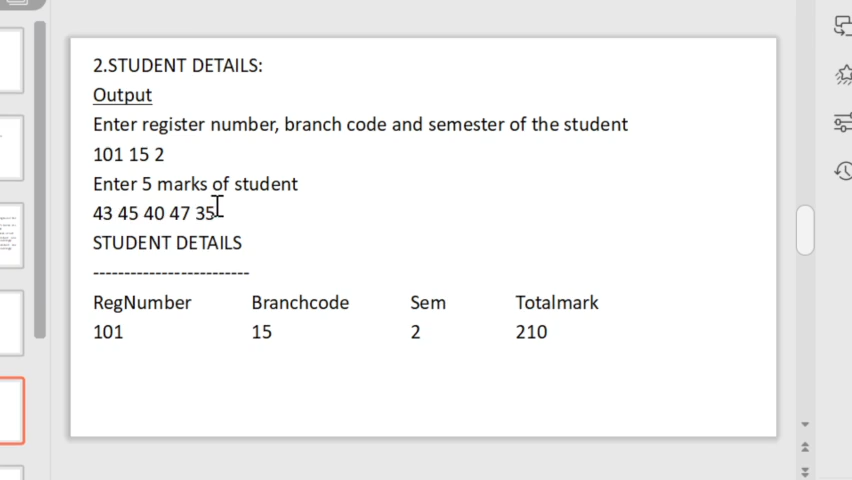 2.STUDENT DETAILS:
Output
Enter register number, branch code and semester of the student
101 15 2
Enter 5 marks of student
43 45 40 47 35
STUDENT DETAILS
-------------------------
RegNumber Branchcode Sem Totalmark
101 15 2 210